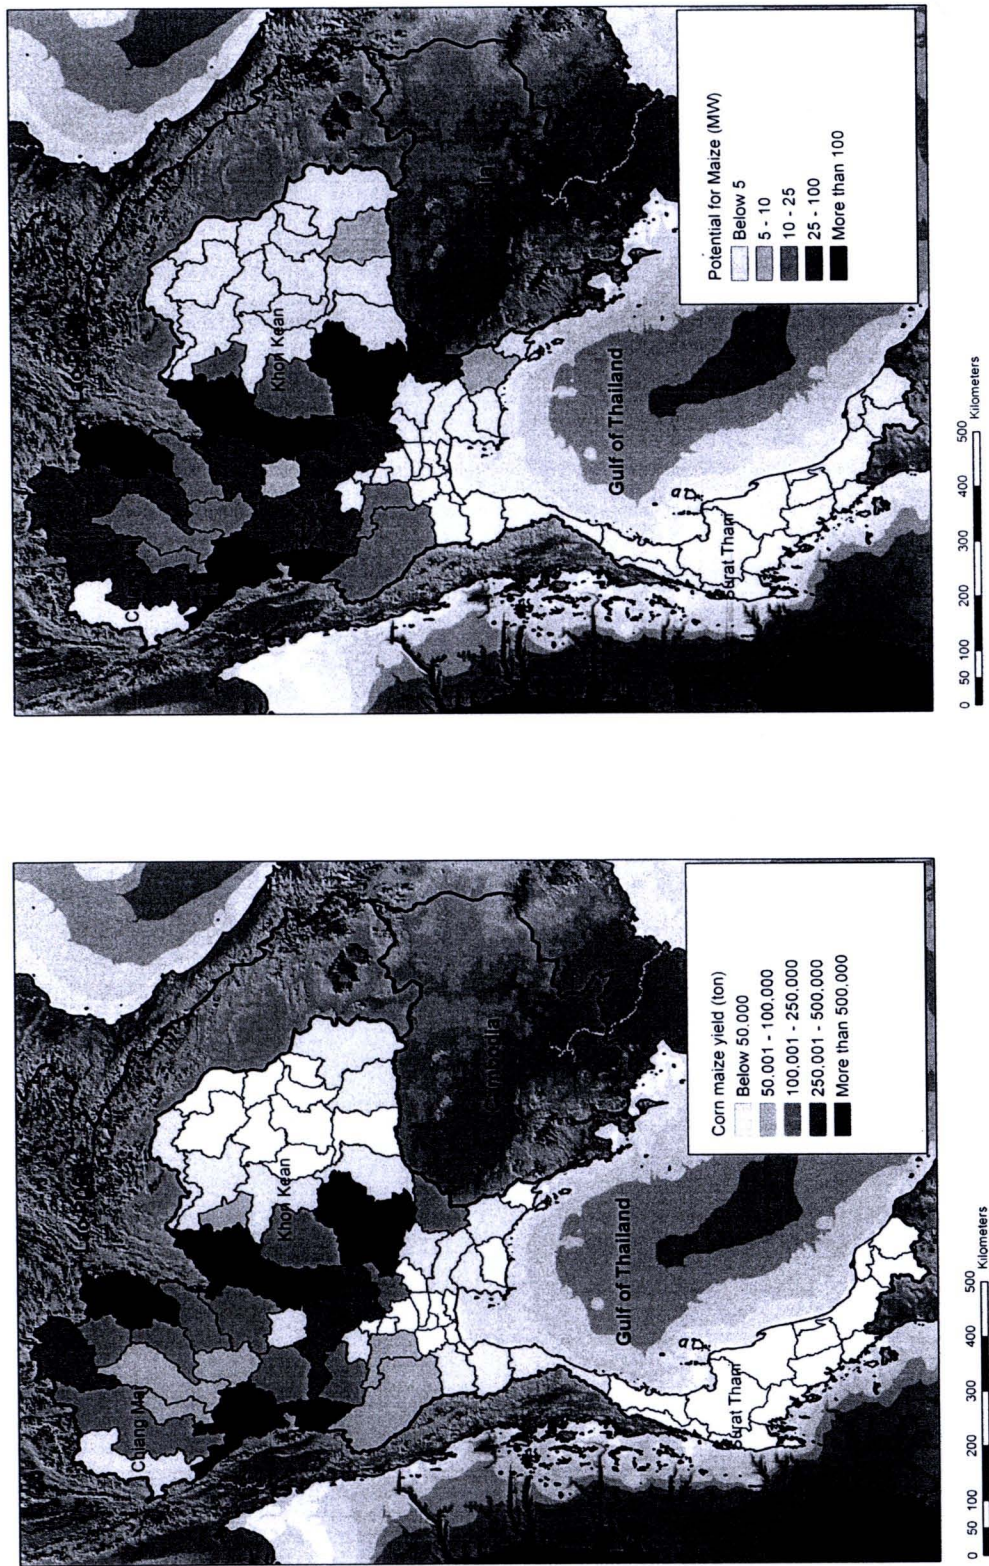 Corn maize yield (ton)
Below 50.000
50.001 - 100.000
100.001 - 250.000
250.001 - 500.000
More than 500.000
Chiang Mai
Khon Kean
Cambodia
Gulf of Thailand
Surat Thani
0 50 100 200 300 400 500
Kilometers
Potential for Maize (MW)
Below 5
5 - 10
10 - 25
25 - 100
More than 100
Khon Kean
Gulf of Thailand
Surat Thani
0 50 100 200 300 400 500
Kilometers